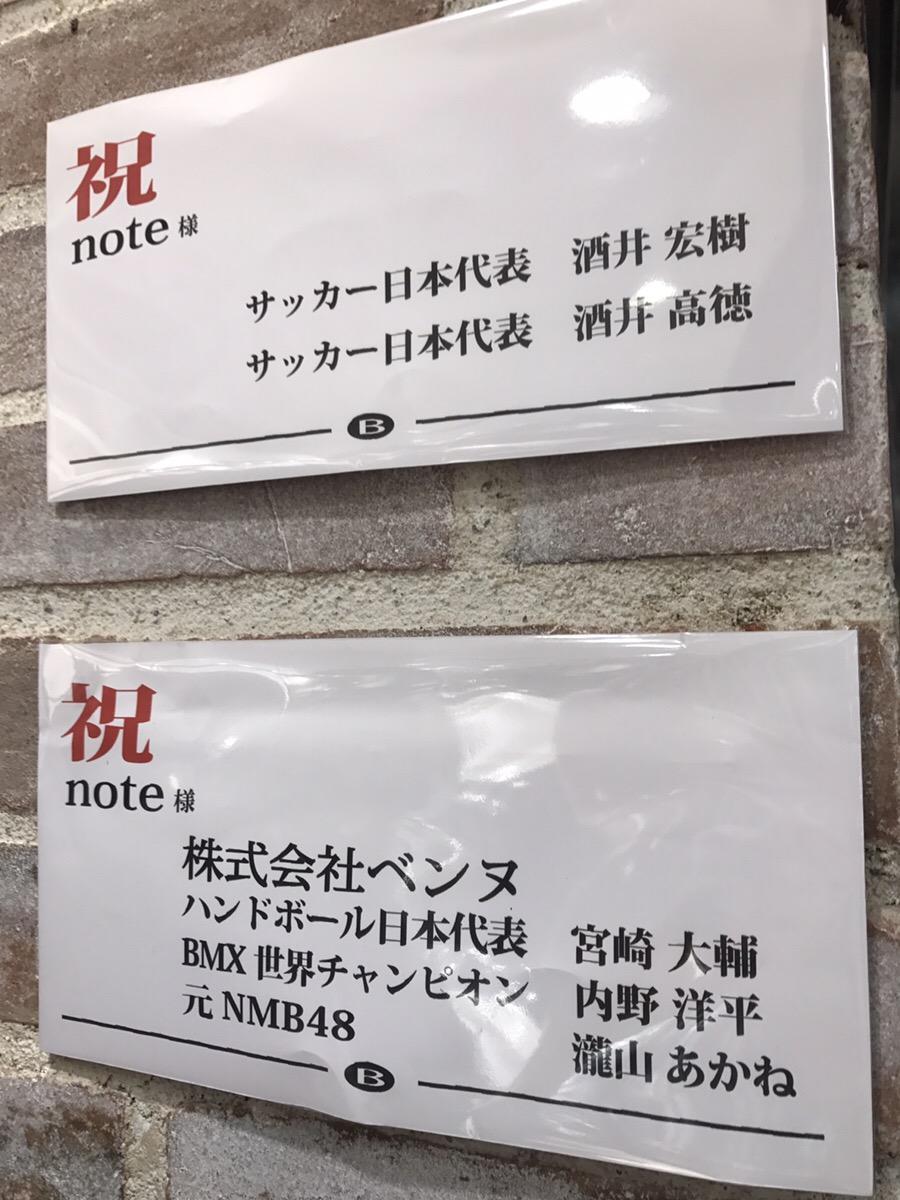 祝
note 様
サッカー日本代表 酒井 宏樹
サッカー日本代表 酒井 高徳
B
祝
note 様
株式会社ベンヌ
ハンドボール日本代表 宮崎 大輔
BMX 世界チャンピオン 内野 洋平
元 NMB48 瀧山 あかね
B